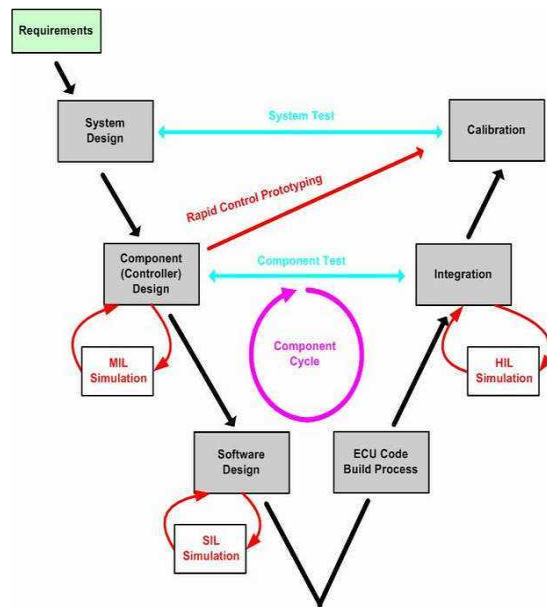 Requirements
System
Design
System Test
Calibration
Rapid Control Prototyping
Component
(Controller)
Design
Component Test
Integration
MIL
Simulation
Component
Cycle
HIL
Simulation
Software
Design
ECU Code
Build Process
SIL
Simulation